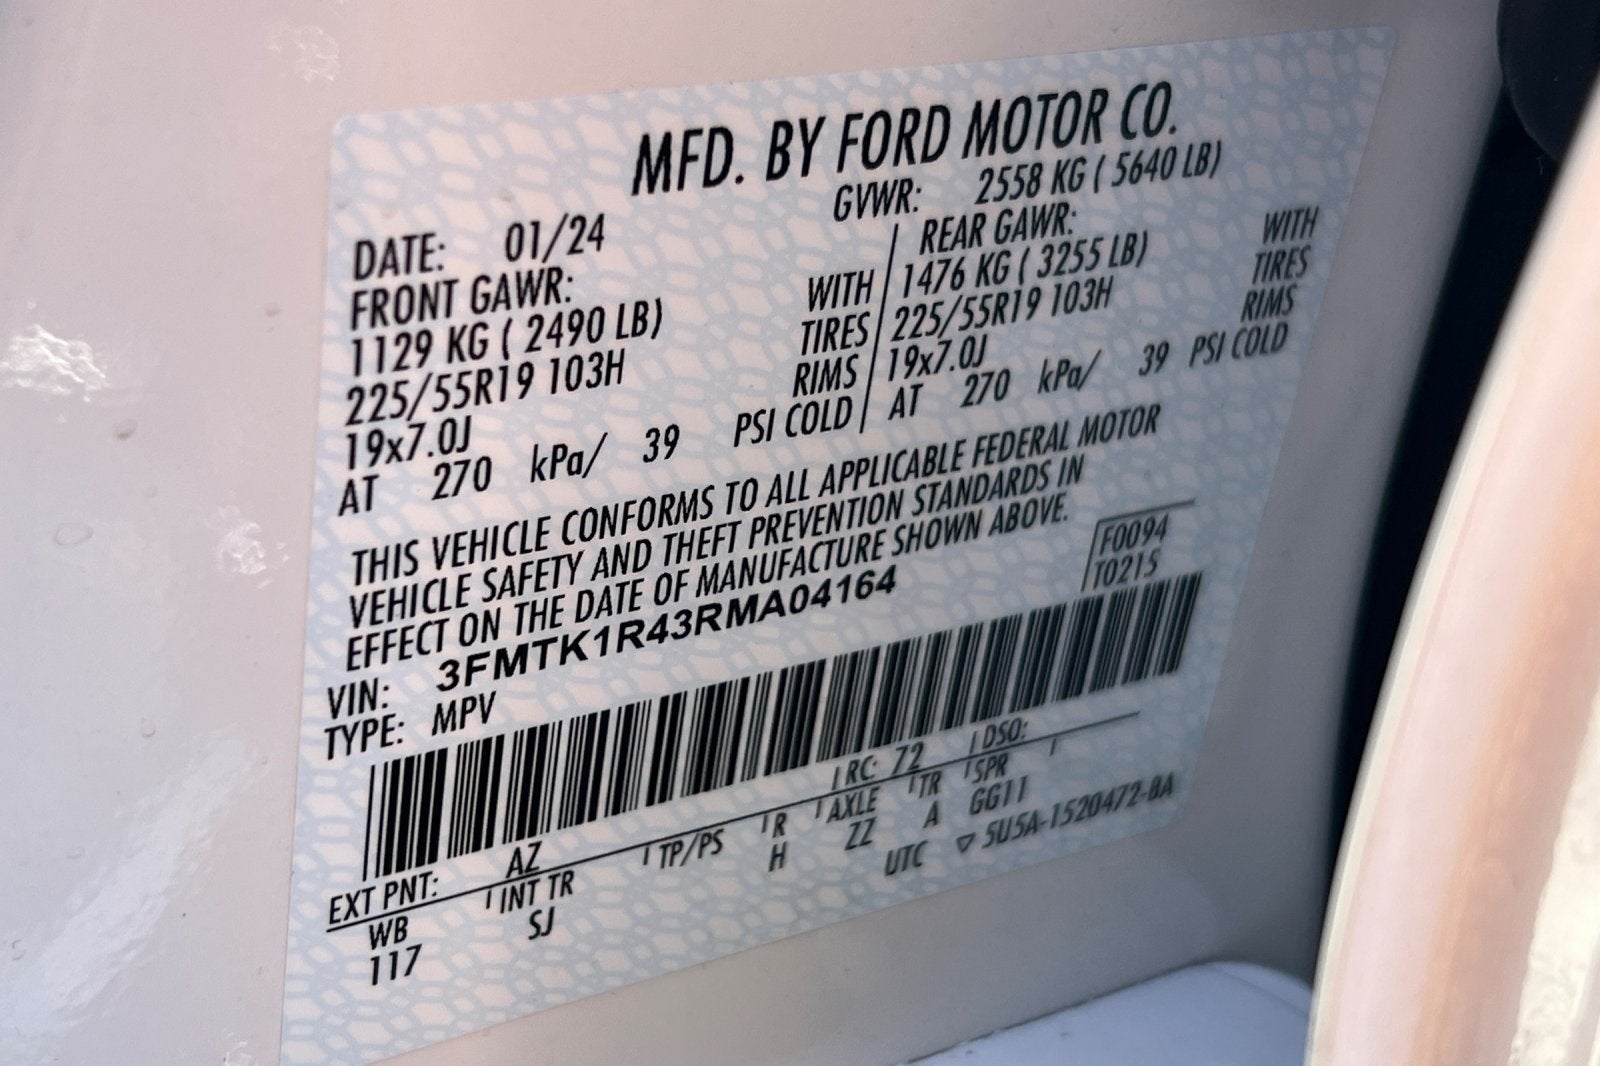 MFD. BY FORD MOTOR CO.
DATE: 01/24 GVWR: 2558 KG ( 5640 LB)
FRONT GAWR: REAR GAWR:
1129 KG ( 2490 LB) WITH 1476 KG ( 3255 LB) WITH
225/55R19 103H TIRES 225/55R19 103H TIRES
19x7.0J RIMS 19x7.0J RIMS
AT 270 kPa/ 39 PSI COLD AT 270 kPa/ 39 PSI COLD
THIS VEHICLE CONFORMS TO ALL APPLICABLE FEDERAL MOTOR
VEHICLE SAFETY AND THEFT PREVENTION STANDARDS IN
EFFECT ON THE DATE OF MANUFACTURE SHOWN ABOVE.
F0094
T0215
VIN: 3FMTK1R43RMA04164
TYPE: MPV
EXT PNT: AZ RC: 72 DSO:
WB INT TR TP/PS R AXLE TR SPR
117 SJ H ZZ A GG11
UTC ▽ 5U5A-1520472-BA